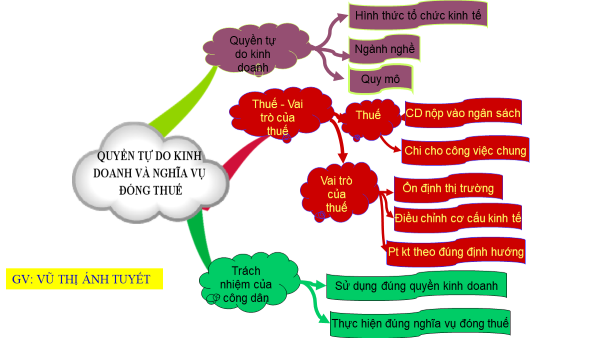 Quyền tự
do kinh
doanh
Hình thức tổ chức kinh tế
Ngành nghề
Quy mô
Thuế - Vai
trò của
thuế
Thuế
CD nộp vào ngân sách
Chi cho công việc chung
Vai trò
của
thuế
Ổn định thị trường
Điều chỉnh cơ cấu kinh tế
Pt kt theo đúng định hướng
QUYỀN TỰ DO KINH
DOANH VÀ NGHĨA VỤ
ĐÓNG THUẾ
Trách
nhiệm của
công dân
Sử dụng đúng quyền kinh doanh
Thực hiện đúng nghĩa vụ đóng thuế
GV: VŨ THỊ ÁNH TUYẾT